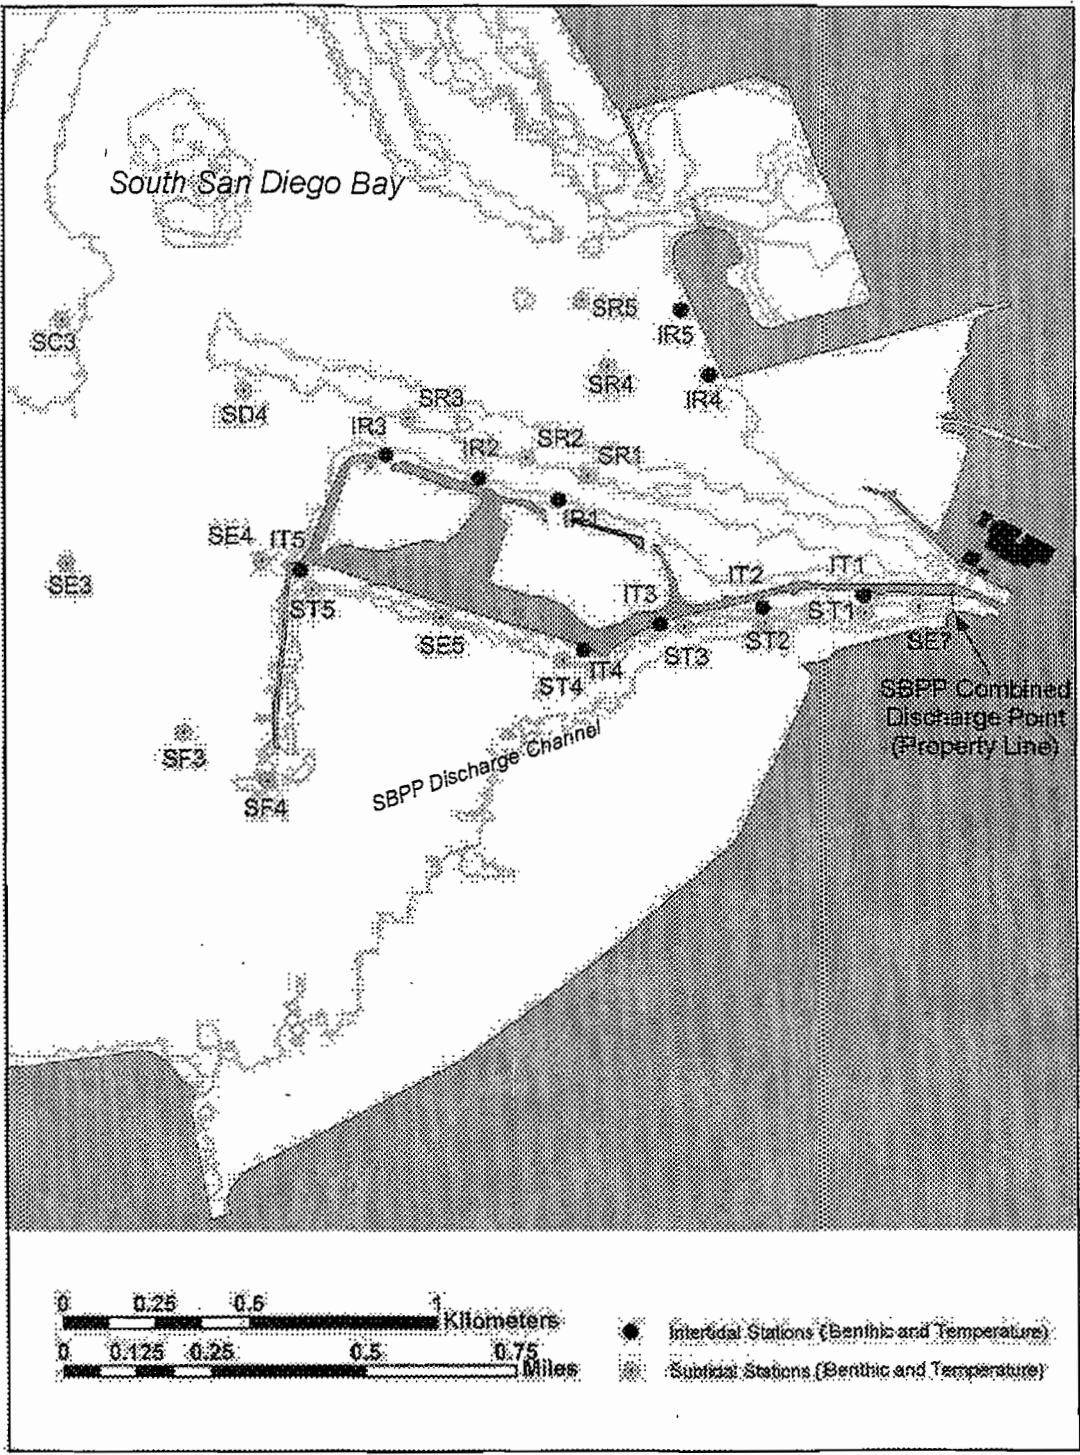 South San Diego Bay
SR5
IR5
SC3
SR4
IR4
SD4
SR3
IR3
IR2
SR2
SR1
IR1
SE4
IT5
SE3
ST5
IT3
IT2
IT1
ST1
SE5
ST3
ST2
SE7
ST4
IT4
SBPP Combined
Discharge Point
(Property Line)
SF3
SBPP Discharge Channel
SF4
0 0.25 0.5 1
Kilometers
0 0.125 0.25 0.5 0.75
Miles
Intertidal Stations (Benthic and Temperature)
Subtidal Stations (Benthic and Temperature)